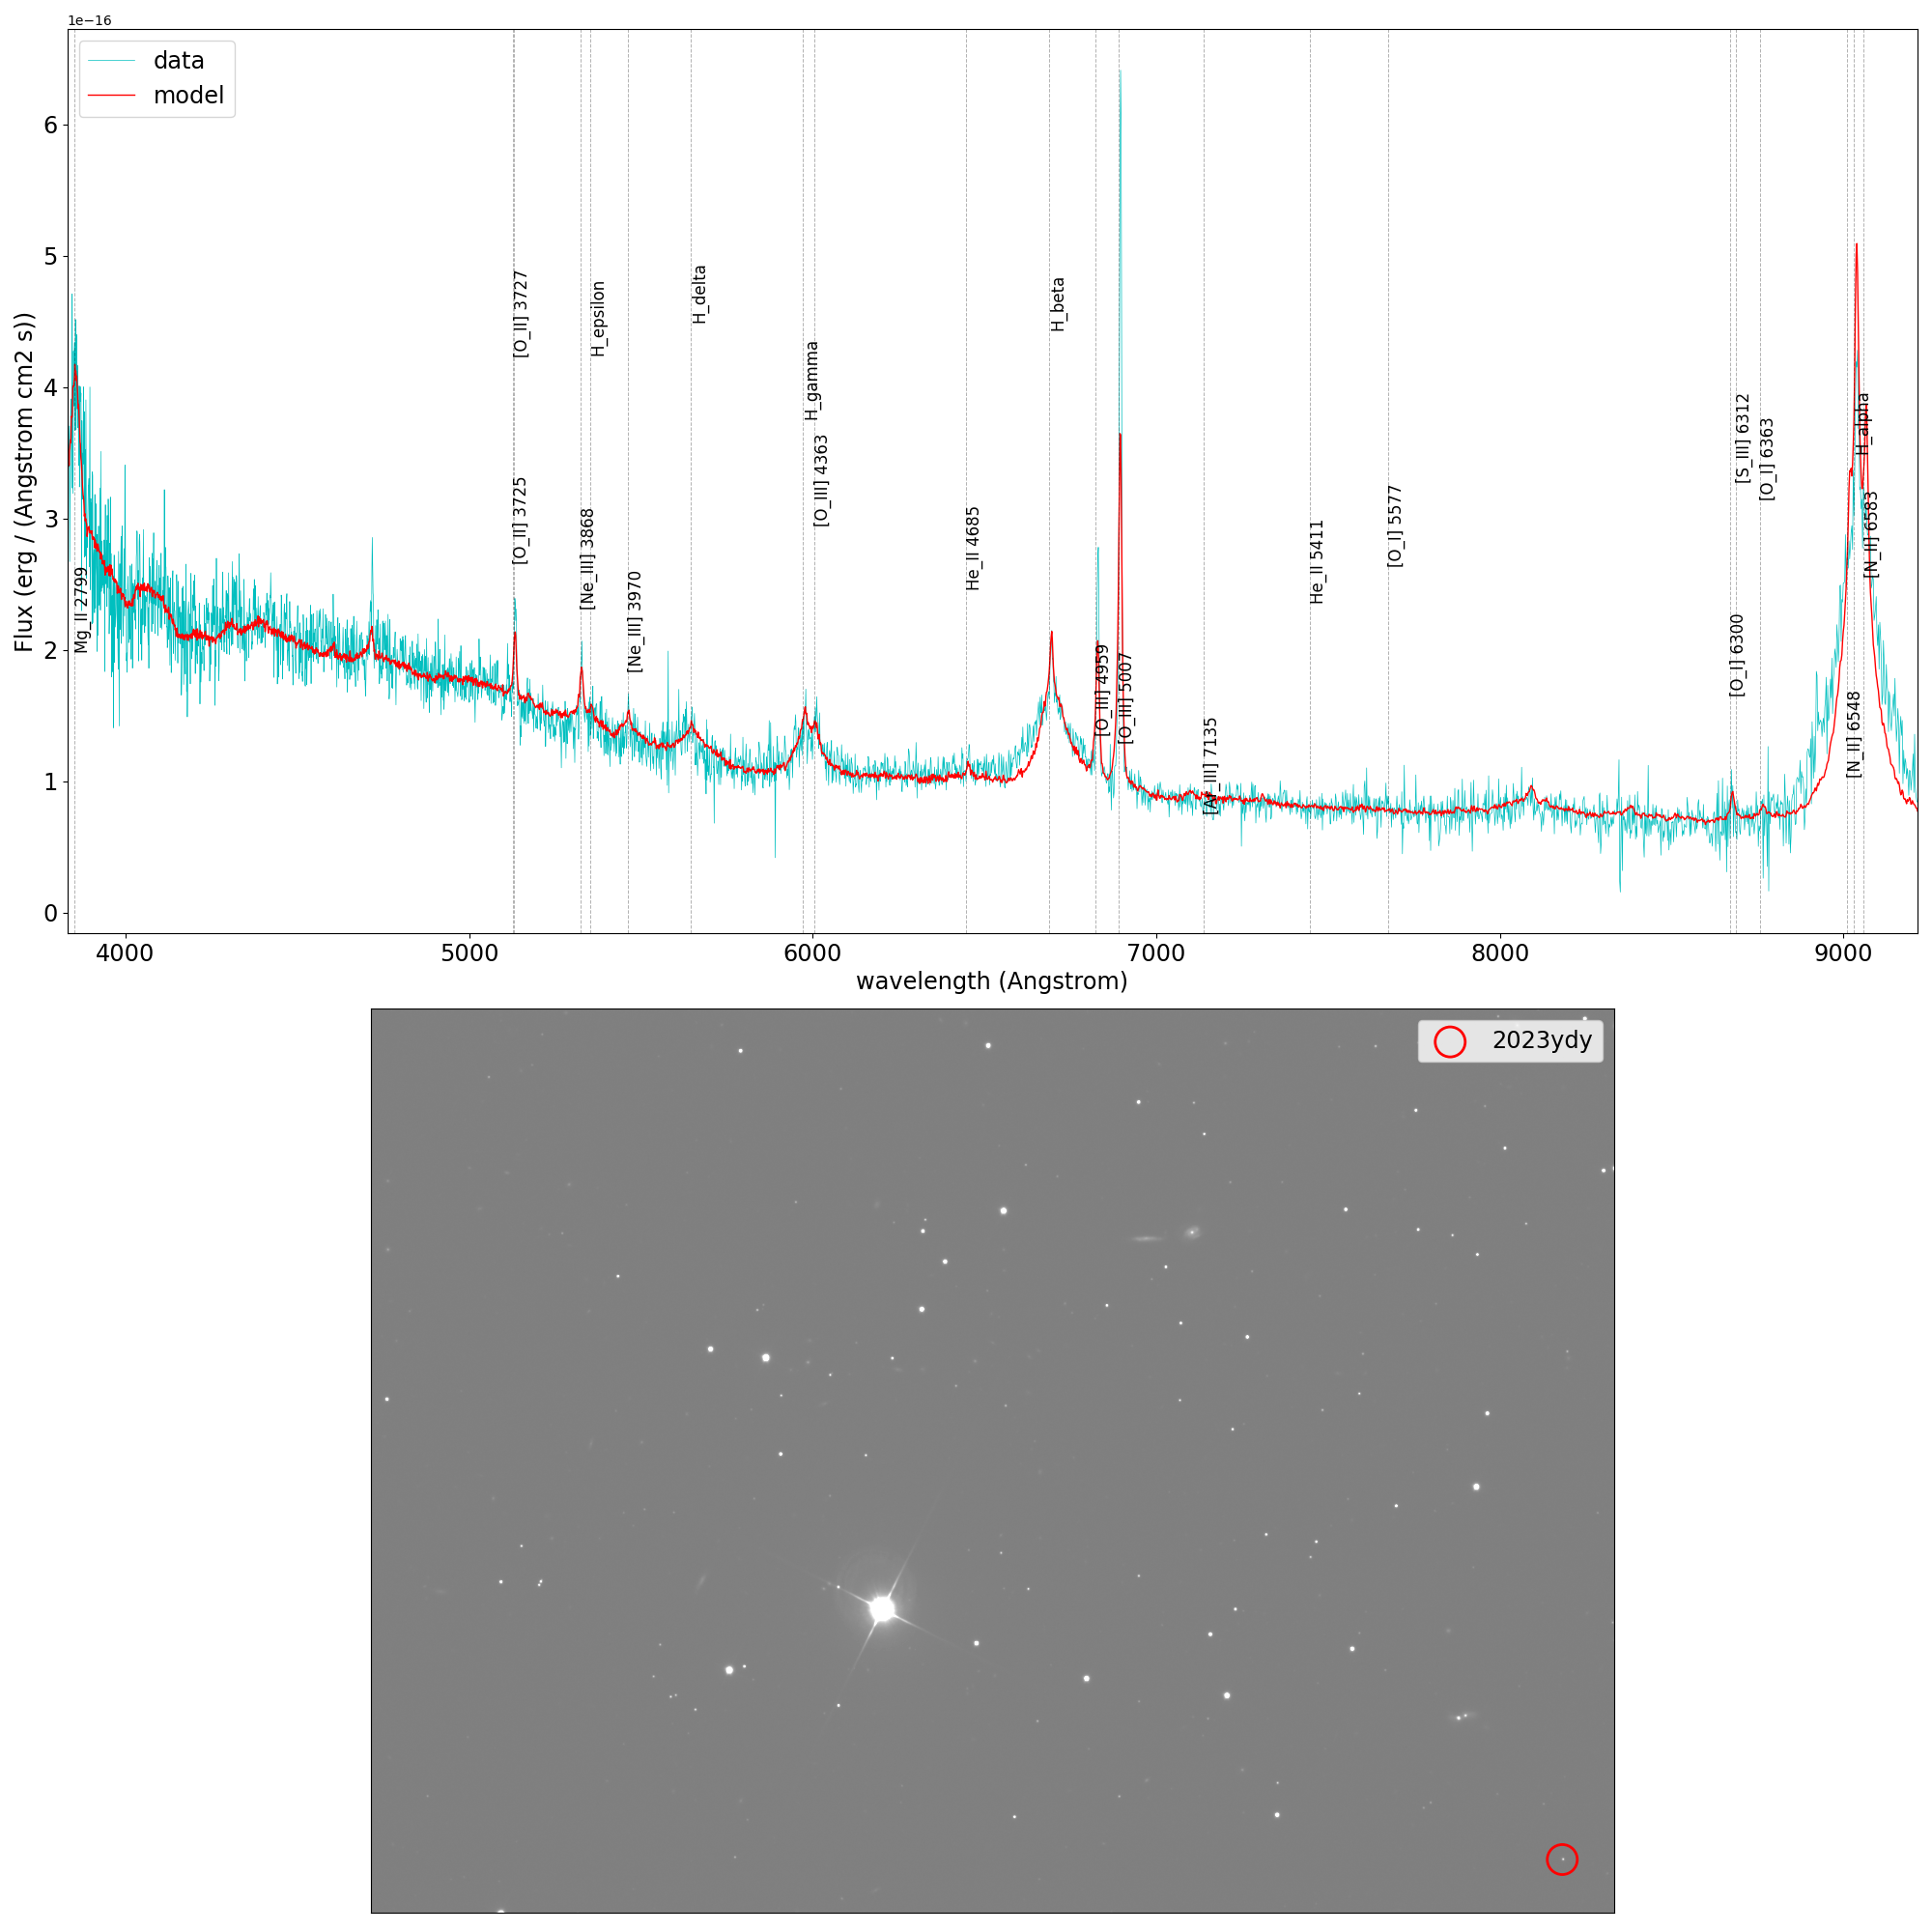 1e−16
data
model
Flux (erg / (Angstrom cm2 s))
6
5
4
3
2
1
0
Mg_II 2799
[O_II] 3727
[O_II] 3725
[Ne_III] 3868
H_epsilon
[Ne_III] 3970
H_delta
H_gamma
[O_III] 4363
He_II 4685
H_beta
[O_III] 4959
[O_III] 5007
[Ar_III] 7135
He_II 5411
[O_I] 5577
[O_I] 6300
[S_III] 6312
[O_I] 6363
[N_II] 6548
H_alpha
[N_II] 6583
4000 5000 6000 7000 8000 9000
wavelength (Angstrom)
2023ydy